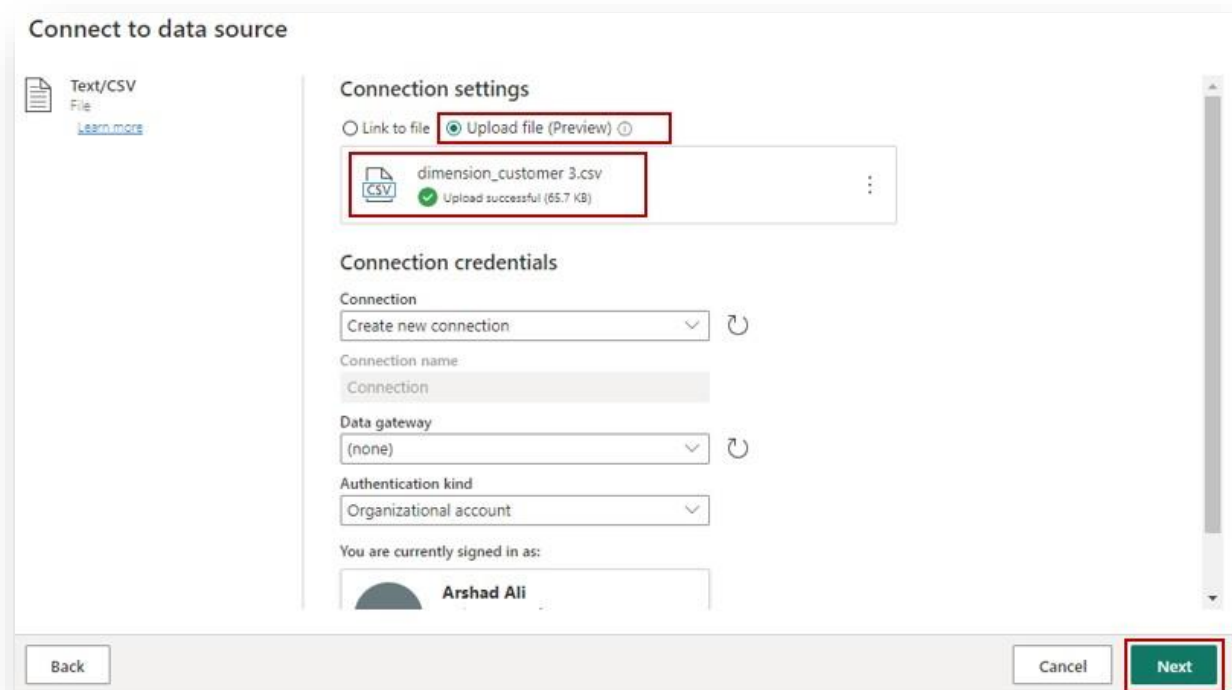 Connect to data source
Text/CSV
File
Learn more
Connection settings
Link to file Upload file (Preview)
CSV
dimension_customer 3.csv
Upload successful (65.7 KB)
Connection credentials
Connection
Create new connection
Connection name
Connection
Data gateway
(none)
Authentication kind
Organizational account
You are currently signed in as:
Arshad Ali
Back Cancel Next